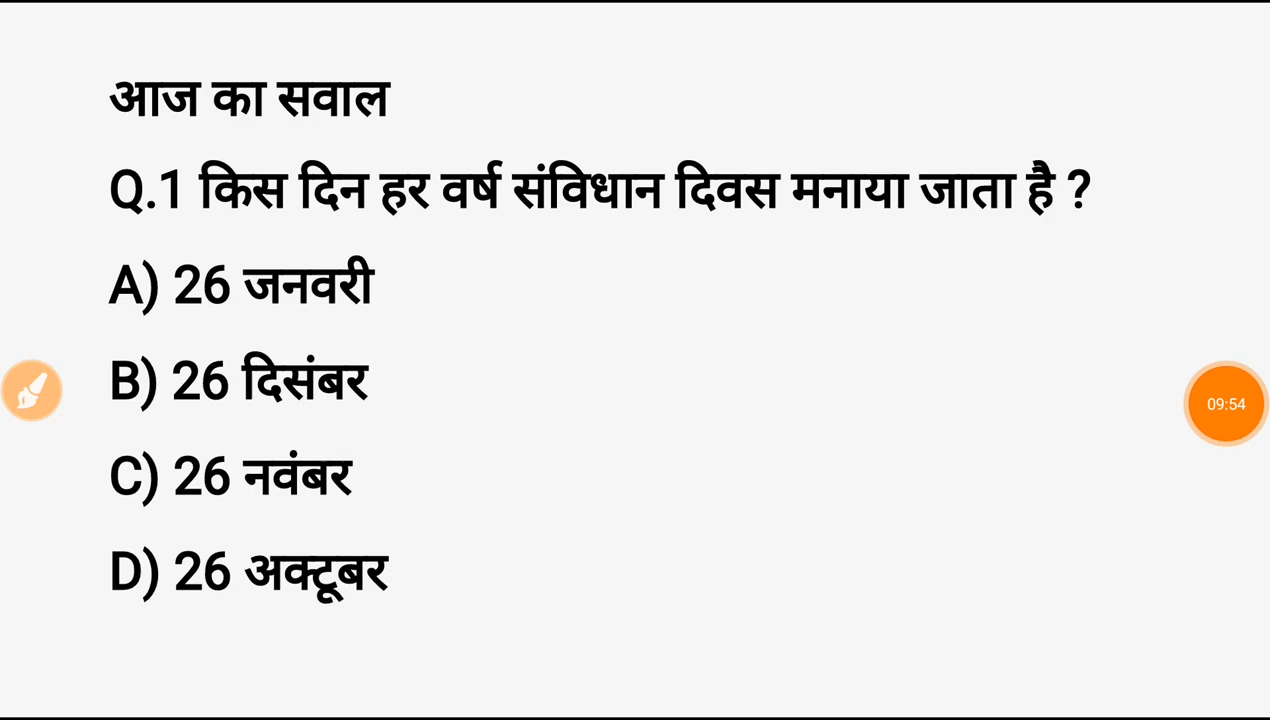 आज का सवाल
Q.1 किस दिन हर वर्ष संविधान दिवस मनाया जाता है ?
A) 26 जनवरी
B) 26 दिसंबर
C) 26 नवंबर
D) 26 अक्टूबर
09:54